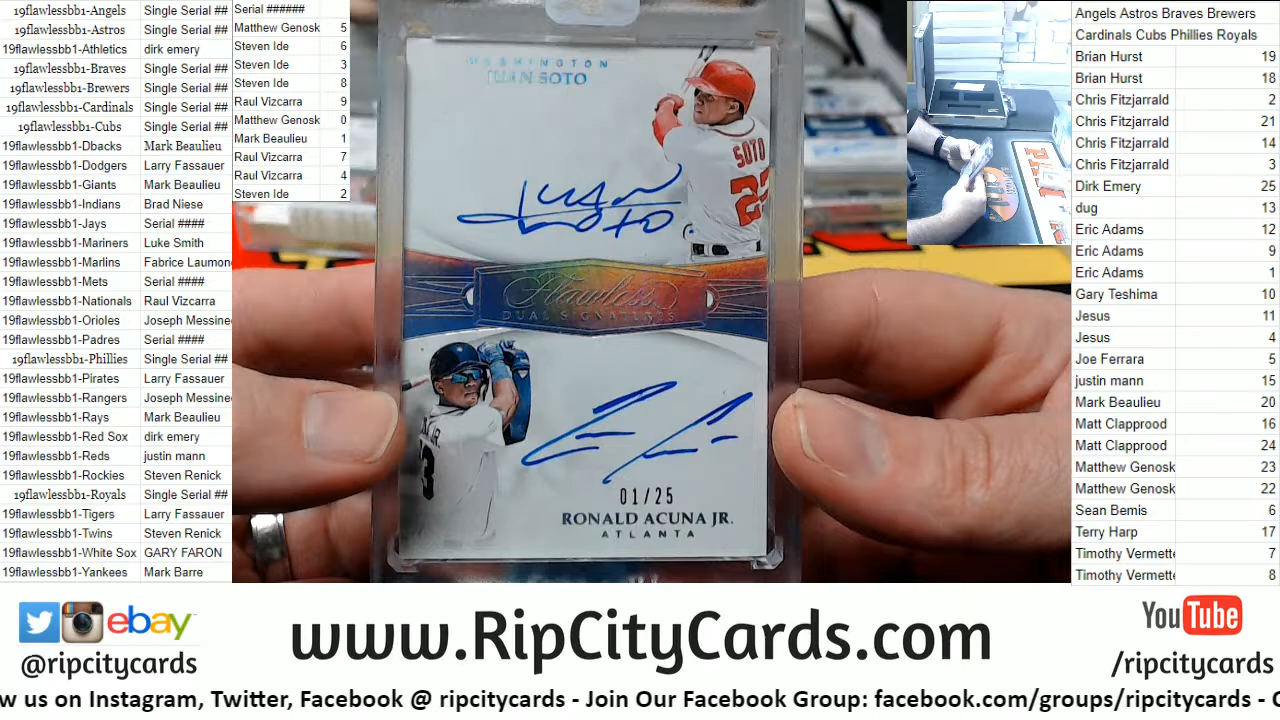 19flawlessbb1-Angels Single Serial ##
19flawlessbb1-Astros Single Serial ##
19flawlessbb1-Athletics dirk emery
19flawlessbb1-Braves Single Serial ##
19flawlessbb1-Brewers Single Serial ##
19flawlessbb1-Cardinals Single Serial ##
19flawlessbb1-Cubs Single Serial ##
19flawlessbb1-Dbacks Mark Beaulieu
19flawlessbb1-Dodgers Larry Fassauer
19flawlessbb1-Giants Mark Beaulieu
19flawlessbb1-Indians Brad Niese
19flawlessbb1-Jays Serial ####
19flawlessbb1-Mariners Luke Smith
19flawlessbb1-Marlins Fabrice Laumon
19flawlessbb1-Mets Serial ####
19flawlessbb1-Nationals Raul Vizcarra
19flawlessbb1-Orioles Joseph Messine
19flawlessbb1-Padres Serial ####
19flawlessbb1-Phillies Single Serial ##
19flawlessbb1-Pirates Larry Fassauer
19flawlessbb1-Rangers Joseph Messine
19flawlessbb1-Rays Mark Beaulieu
19flawlessbb1-Red Sox dirk emery
19flawlessbb1-Reds justin mann
19flawlessbb1-Rockies Steven Renick
19flawlessbb1-Royals Single Serial ##
19flawlessbb1-Tigers Larry Fassauer
19flawlessbb1-Twins Steven Renick
19flawlessbb1-White Sox GARY FARON
19flawlessbb1-Yankees Mark Barre
Serial ######
Matthew Genosk 5
Steven Ide 6
Steven Ide 3
Steven Ide 8
Raul Vizcarra 9
Matthew Genosk 0
Mark Beaulieu 1
Raul Vizcarra 7
Raul Vizcarra 4
Steven Ide 2
WASHINGTON
JUAN SOTO
SOTO
Juan
Soto
Flawless
DUAL SIGNATURES
01/25
RONALD ACUNA JR.
ATLANTA
Angels Astros Braves Brewers
Cardinals Cubs Phillies Royals
Brian Hurst 19
Brian Hurst 18
Chris Fitzjarrald 2
Chris Fitzjarrald 21
Chris Fitzjarrald 14
Chris Fitzjarrald 3
Dirk Emery 25
dug 13
Eric Adams 12
Eric Adams 9
Eric Adams 1
Gary Teshima 10
Jesus 11
Jesus 4
Joe Ferrara 5
justin mann 15
Mark Beaulieu 20
Matt Clapprood 16
Matt Clapprood 24
Matthew Genosk 23
Matthew Genosk 22
Sean Bemis 6
Terry Harp 17
Timothy Vermette 7
Timothy Vermette 8
ebay
@ripcitycards
www.RipCityCards.com
YouTube
/ripcitycards
w us on Instagram, Twitter, Facebook @ ripcitycards - Join Our Facebook Group: facebook.com/groups/ripcitycards -